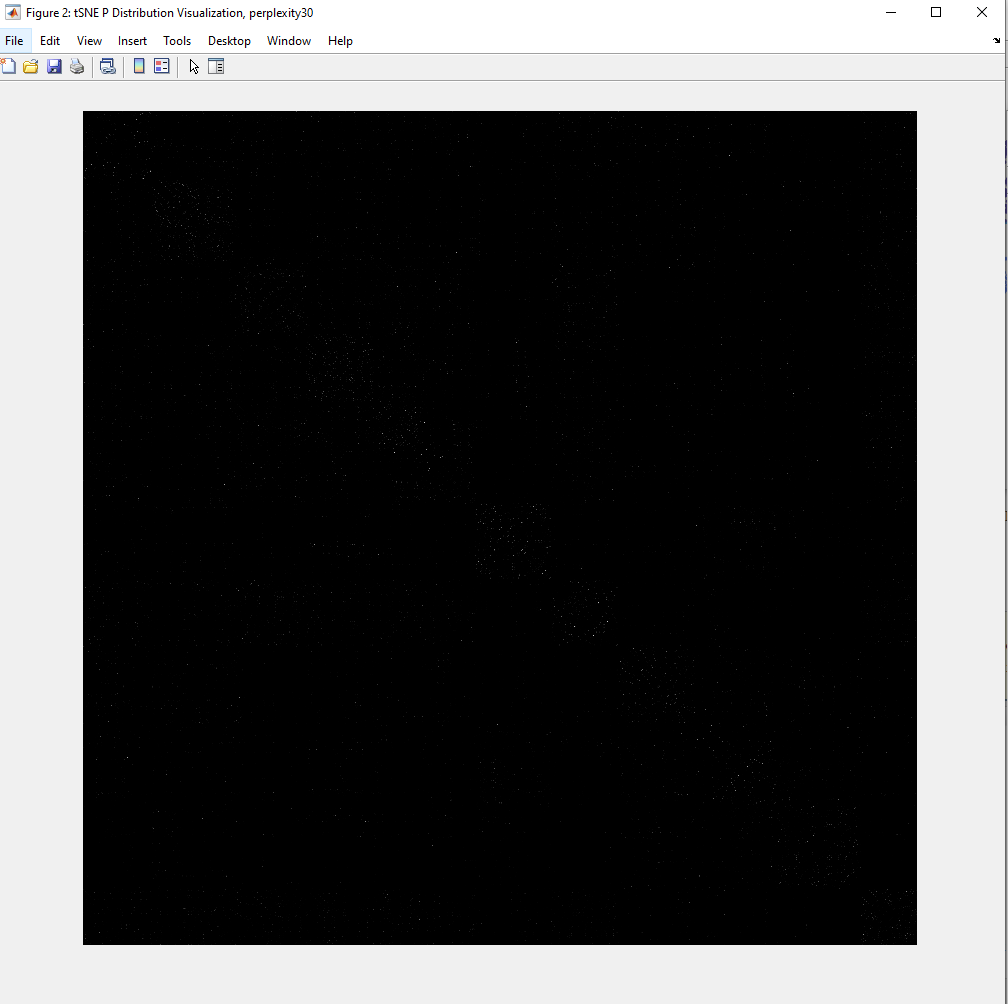 Figure 2: tSNE P Distribution Visualization, perplexity30
File Edit View Insert Tools Desktop Window Help